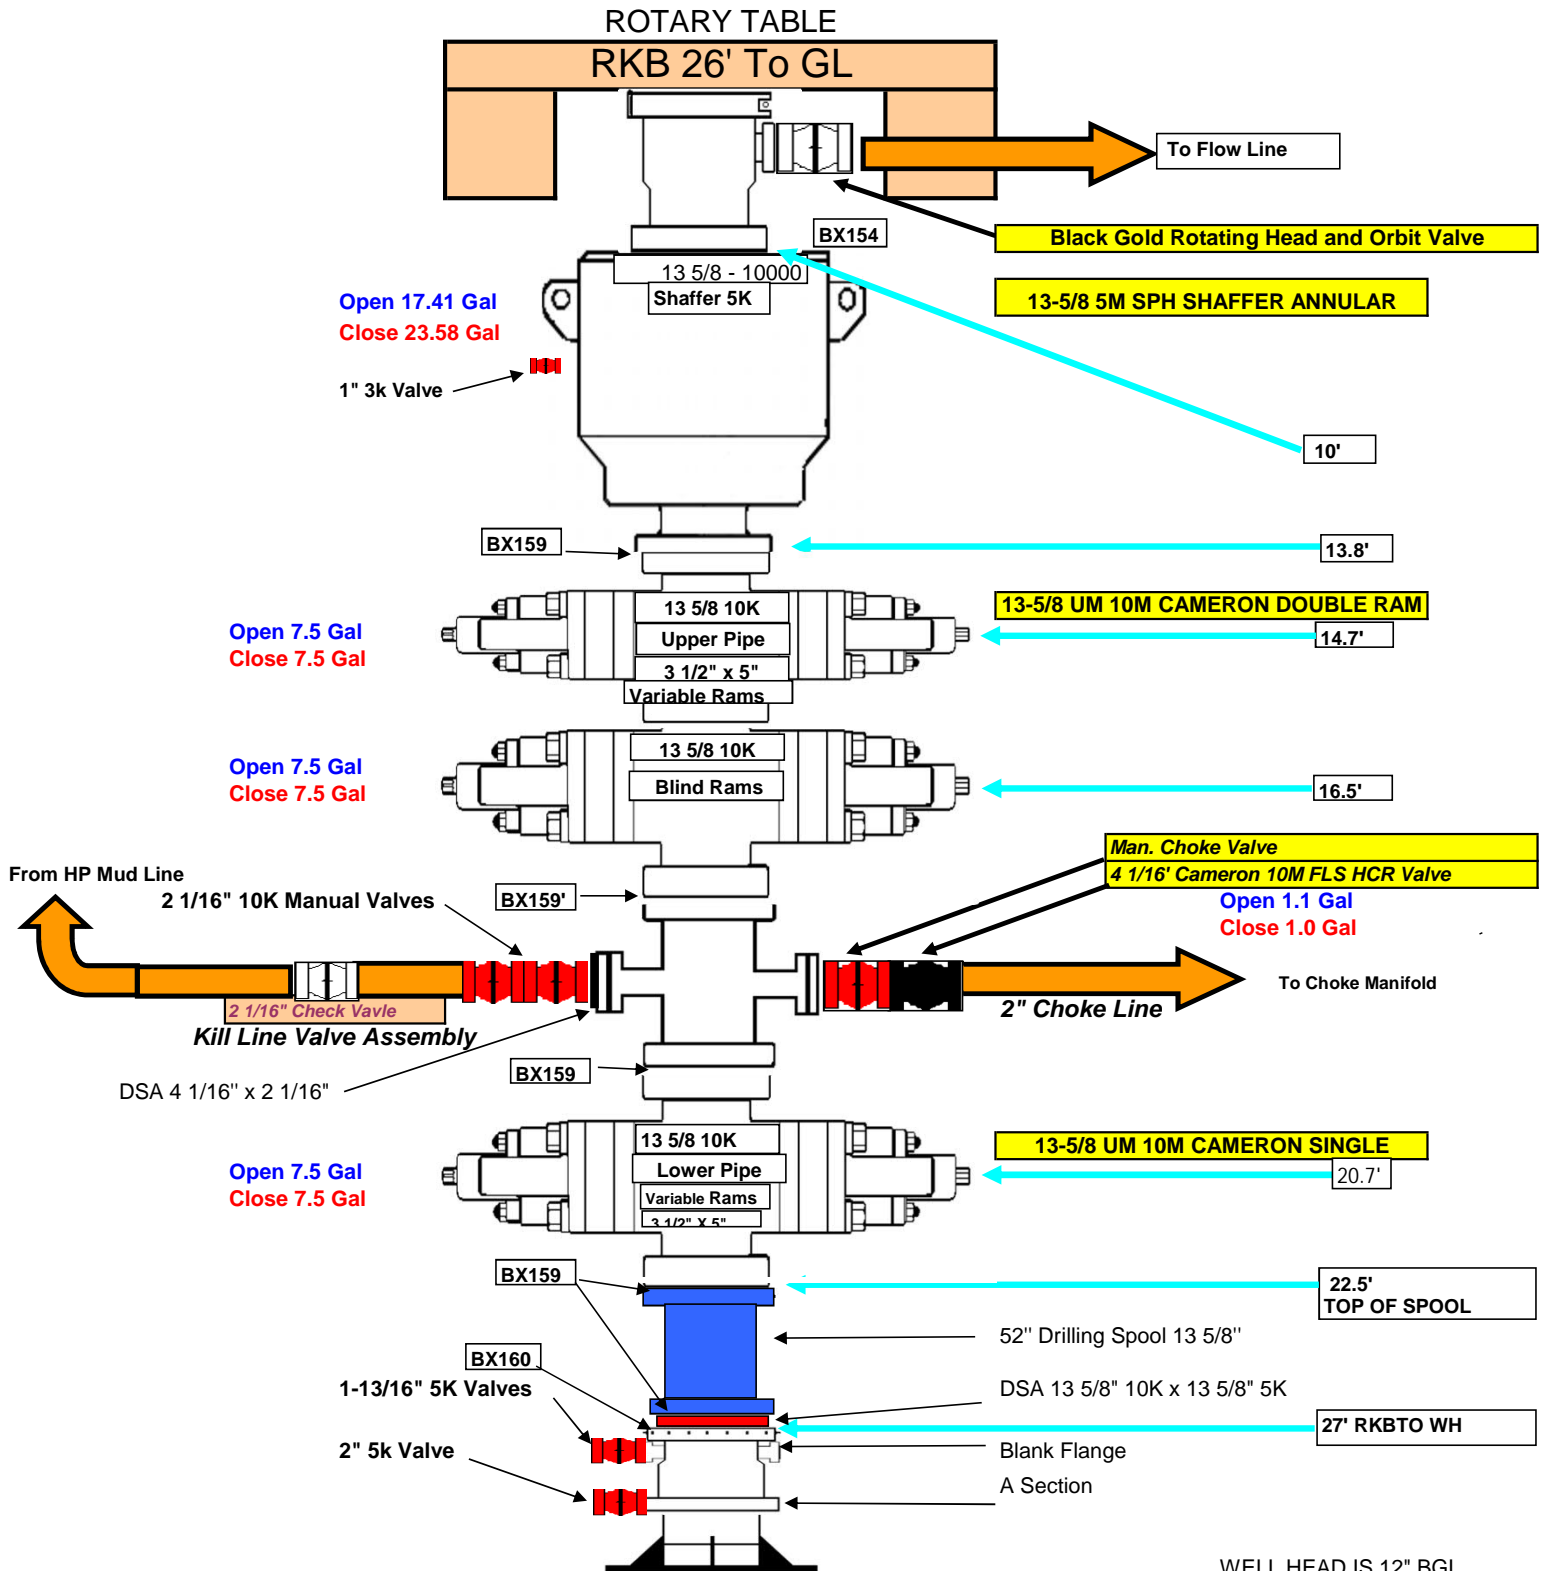 ROTARY TABLE
RKB 26' To GL
To Flow Line
BX154
Black Gold Rotating Head and Orbit Valve
13 5/8 - 10000
Shaffer 5K
13-5/8 5M SPH SHAFFER ANNULAR
Open 17.41 Gal
Close 23.58 Gal
1" 3k Valve
10'
BX159
13.8'
13-5/8 UM 10M CAMERON DOUBLE RAM
13 5/8 10K
Upper Pipe
3 1/2" x 5"
Variable Rams
Open 7.5 Gal
Close 7.5 Gal
14.7'
13 5/8 10K
Blind Rams
Open 7.5 Gal
Close 7.5 Gal
16.5'
Man. Choke Valve
4 1/16' Cameron 10M FLS HCR Valve
Open 1.1 Gal
Close 1.0 Gal
From HP Mud Line
2 1/16" 10K Manual Valves
BX159'
To Choke Manifold
2" Choke Line
2 1/16" Check Vavle
Kill Line Valve Assembly
DSA 4 1/16'' x 2 1/16"
BX159
13 5/8 10K
Lower Pipe
Variable Rams
3 1/2" X 5"
13-5/8 UM 10M CAMERON SINGLE
20.7'
Open 7.5 Gal
Close 7.5 Gal
BX159
22.5'
TOP OF SPOOL
52'' Drilling Spool 13 5/8''
BX160
1-13/16" 5K Valves
DSA 13 5/8" 10K x 13 5/8" 5K
27' RKBTO WH
2" 5k Valve
Blank Flange
A Section
WELL HEAD IS 12" BGL